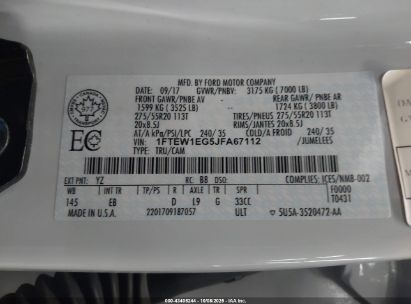 MFD. BY FORD MOTOR COMPANY
DATE: 09/17 GVWR/PNBV: 3175 KG ( 7000 LB)
FRONT GAWR/PNBE AV REAR GAWR/ PNBE AR
1599 KG ( 3525 LB) 1724 KG ( 3800 LB)
275/55R20 113T TIRES/PNEUS 275/55R20 113T
20x8.5J RIMS/JANTES 20x8.5J
AT/A kPa/PSI/LPC 240/ 35 COLD/A FROID 240/ 35
VIN: 1FTEW1EG5JFA67112 /JUMELEES
TYPE: TRU/CAM
CANADA
EC
EXT PNT: YZ RC: BB DSO: COMPLIES: ICES/NMB-002
WB INT TR TP/PS R AXLE TR SPR F0000
145 EB D L9 G 33CC T0431
MADE IN U.S.A. 2201709187057 ULT 5U5A-3520472-AA